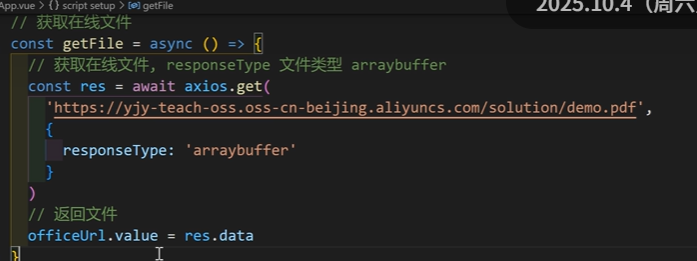 App.vue > {} script setup > getFile
2025.10.4（周六
// 获取在线文件
const getFile = async () => {
// 获取在线文件, responseType 文件类型 arraybuffer
const res = await axios.get(
'https://yjy-teach-oss.oss-cn-beijing.aliyuncs.com/solution/demo.pdf',
{
responseType: 'arraybuffer'
}
)
// 返回文件
officeUrl.value = res.data
}